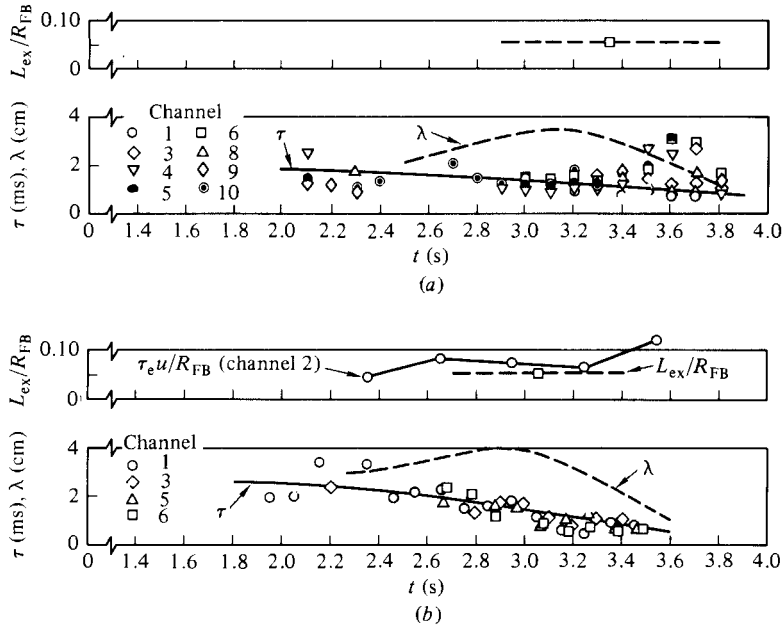 L_ex/R_FB
0.10
0
τ (ms), λ (cm)
4
2
0
Channel
1
3
4
5
6
8
9
10
τ
λ
0 1.4 1.6 1.8 2.0 2.2 2.4 2.6 2.8 3.0 3.2 3.4 3.6 3.8 4.0
t (s)
(a)
L_ex/R_FB
0.10
0
τ_e u/R_FB (channel 2)
L_ex/R_FB
τ (ms), λ (cm)
4
2
0
Channel
1
3
5
6
τ
λ
0 1.4 1.6 1.8 2.0 2.2 2.4 2.6 2.8 3.0 3.2 3.4 3.6 3.8 4.0
t (s)
(b)